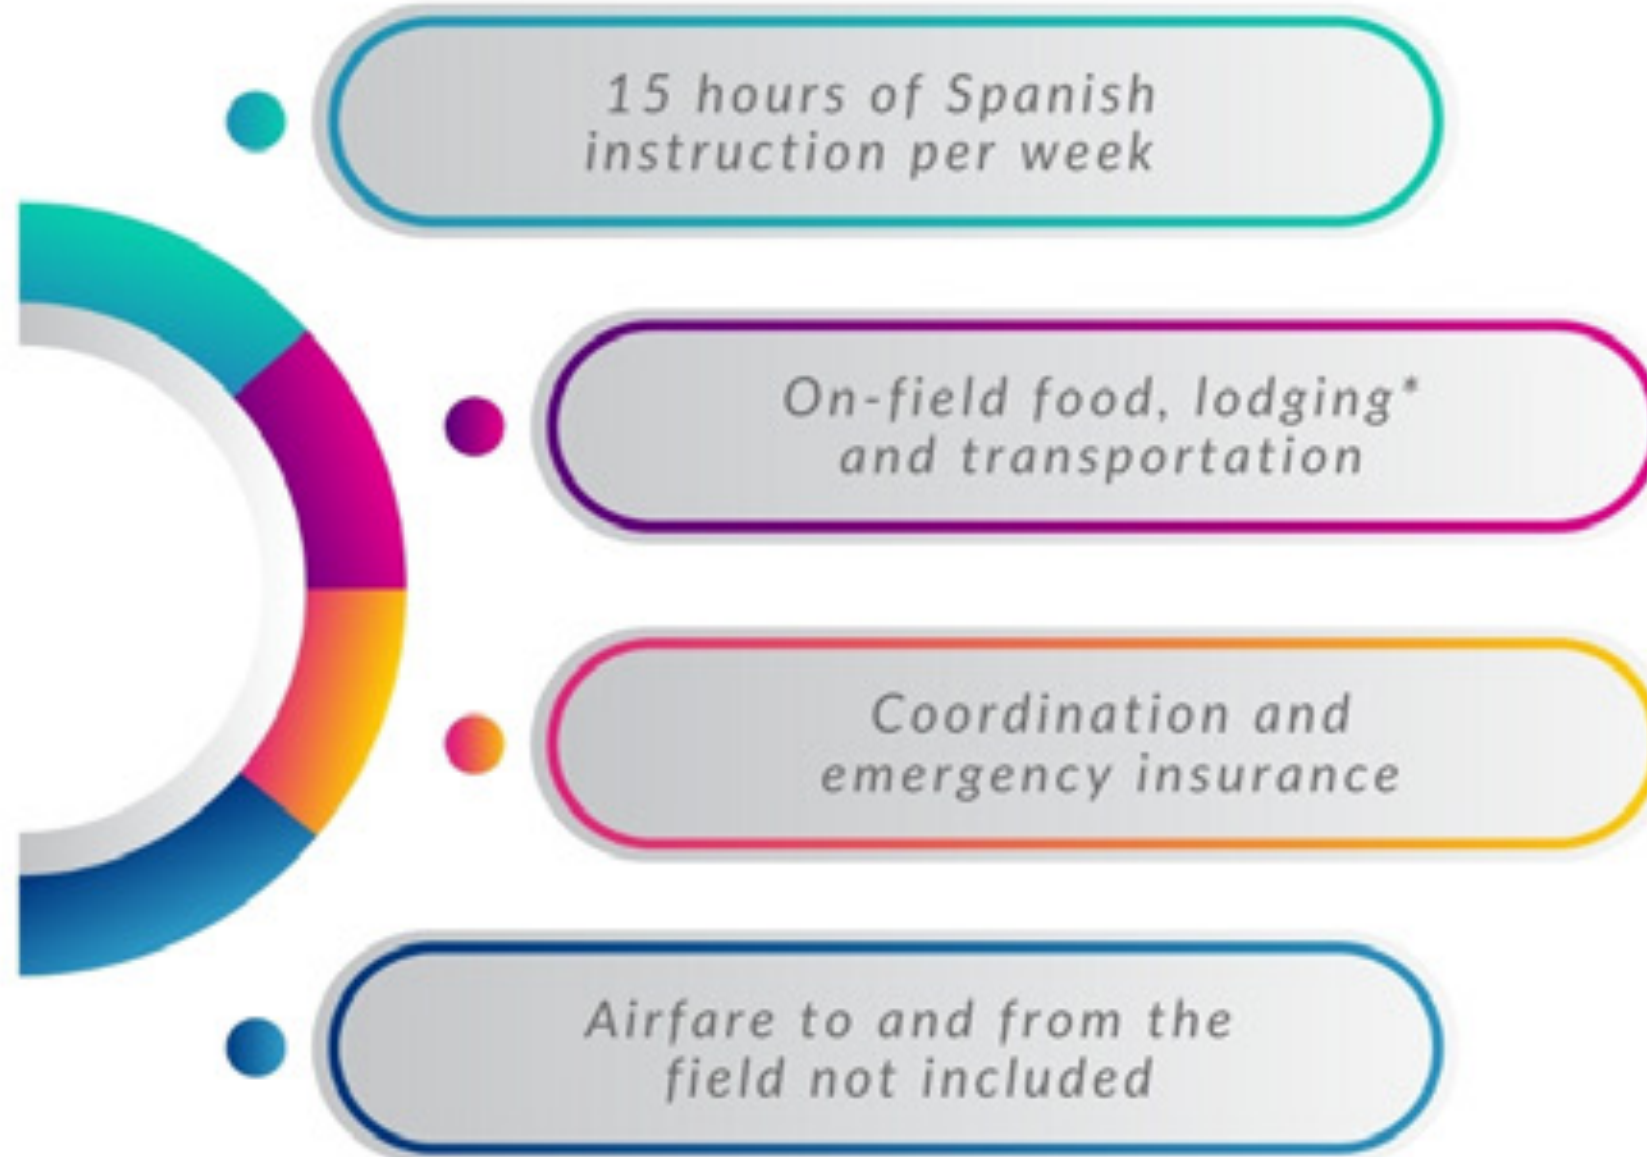 15 hours of Spanish
instruction per week
On-field food, lodging*
and transportation
Coordination and
emergency insurance
Airfare to and from the
field not included